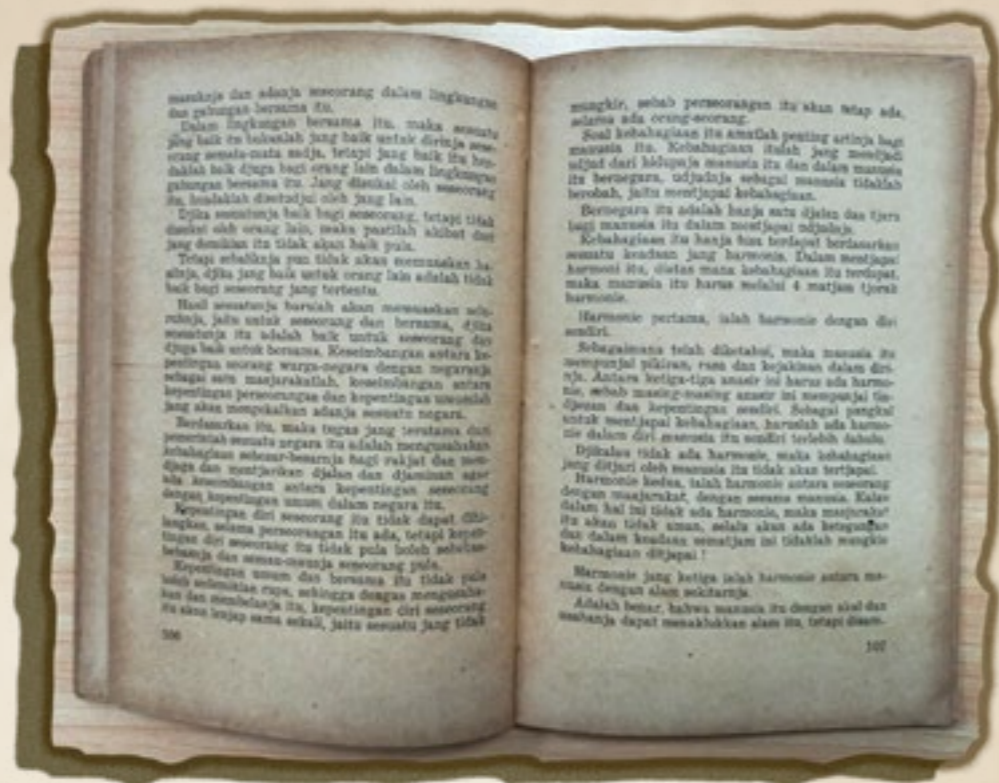 masuknja dan adanja seseorang dalam lingkungan
dan gabungan bersama itu.
Dalam lingkungan bersama itu, maka sesuatu
jang baik itu bukanlah jang baik untuk dirinja sese-
orang semata-mata sadja, tetapi jang baik itu hen-
daklah baik djuga bagi orang lain dalam lingkungan
gabungan bersama itu. Jang disukai oleh seseorang
itu, hendaklah disetudjui oleh jang lain.
Djika sesuatunja baik bagi seseorang, tetapi tidak
disukai oleh orang lain, maka pastilah akibat dari
jang demikian itu tidak akan baik pula.
Tetapi sebaliknja pun tidak akan memuaskan ha-
silnja, djika jang baik untuk orang lain adalah tidak
baik bagi seseorang jang tertentu.
Hasil sesuatunja barulah akan memuaskan selu-
ruhnja, jaitu untuk seseorang dan bersama, djika
sesuatunja itu adalah baik untuk seseorang dan
djuga baik untuk bersama. Keseimbangan antara ke-
pentingan seorang warga-negara dengan negaranja
sebagai satu masjarakatlah, keseimbangan antara
kepentingan perseorangan dan kepentingan umumlah
jang akan mengekalkan adanja sesuatu negara.
Berdasarkan itu, maka tugas jang terutama dari
pemerintah sesuatu negara itu adalah mengusahakan
kebahagiaan sebesar-besarnja bagi rakjat dan men-
djaga dan mentjarikan djalan dan djaminan agar
ada keseimbangan antara kepentingan seseorang
dengan kepentingan umum dalam negara itu.
Kepentingan diri seseorang itu tidak dapat dihi-
langkan, selama perseorangan itu ada, tetapi kepen-
tingan diri seseorang itu tidak pula boleh sebebas-
bebasnja dan semau-maunja seseorang pula.
Kepentingan umum dan bersama itu tidak pula
boleh sedemikian rupa, sehingga dengan mengusaha-
kan dan membelanja itu, kepentingan diri seseorang
itu akan lenjap sama sekali, jaitu sesuatu jang tidak
106
mungkir, sebab perseorangan itu akan tetap ada,
selama ada orang-seorang.
Soal kebahagiaan itu amatlah penting artinja bagi
manusia itu. Kebahagiaan itulah jang mendjadi
udjud dari hidupnja manusia itu dan dalam manusia
itu bernegara, udjudnja sebagai manusia tidaklah
berobah, jaitu mentjapai kebahagiaan.
Bernegara itu adalah hanja satu djalan dan tjara
bagi manusia itu dalam mentjapai udjudnja.
Kebahagiaan itu hanja bisa terdapat berdasarkan
sesuatu keadaan jang harmonis. Dalam mentjapai
harmoni itu, diatas mana kebahagiaan itu terdapat,
maka manusia itu harus melalui 4 matjam tjorak
harmonie.
Harmonie pertama, ialah harmonie dengan diri
sendiri.
Sebagaimana telah diketahui, maka manusia itu
mempunjai pikiran, rasa dan kejakinan dalam diri-
nja. Antara ketiga-tiga anasir ini harus ada harmo-
nie, sebab masing-masing anasir ini mempunjai tin-
djauan dan kepentingan sendiri. Sebagai pangkal
untuk mentjapai kebahagiaan, haruslah ada harmo-
nie dalam diri manusia itu sendiri terlebih dahulu.
Djikalau tidak ada harmonie, maka kebahagiaan
jang ditjari oleh manusia itu tidak akan tertjapai.
Harmonie kedua, ialah harmonie antara seseorang
dengan masjarakat, dengan sesama manusia. Kalau
dalam hal ini tidak ada harmonie, maka masjarakat
itu akan tidak aman, selalu akan ada ketegangan
dan dalam keadaan sematjam ini tidaklah mungkin
kebahagiaan ditjapai !
Harmonie jang ketiga ialah harmonie antara ma-
nusia dengan alam sekitarnja.
Adalah benar, bahwa manusia itu dengan akal dan
usahanja dapat menaklukkan alam itu, tetapi disam-
107